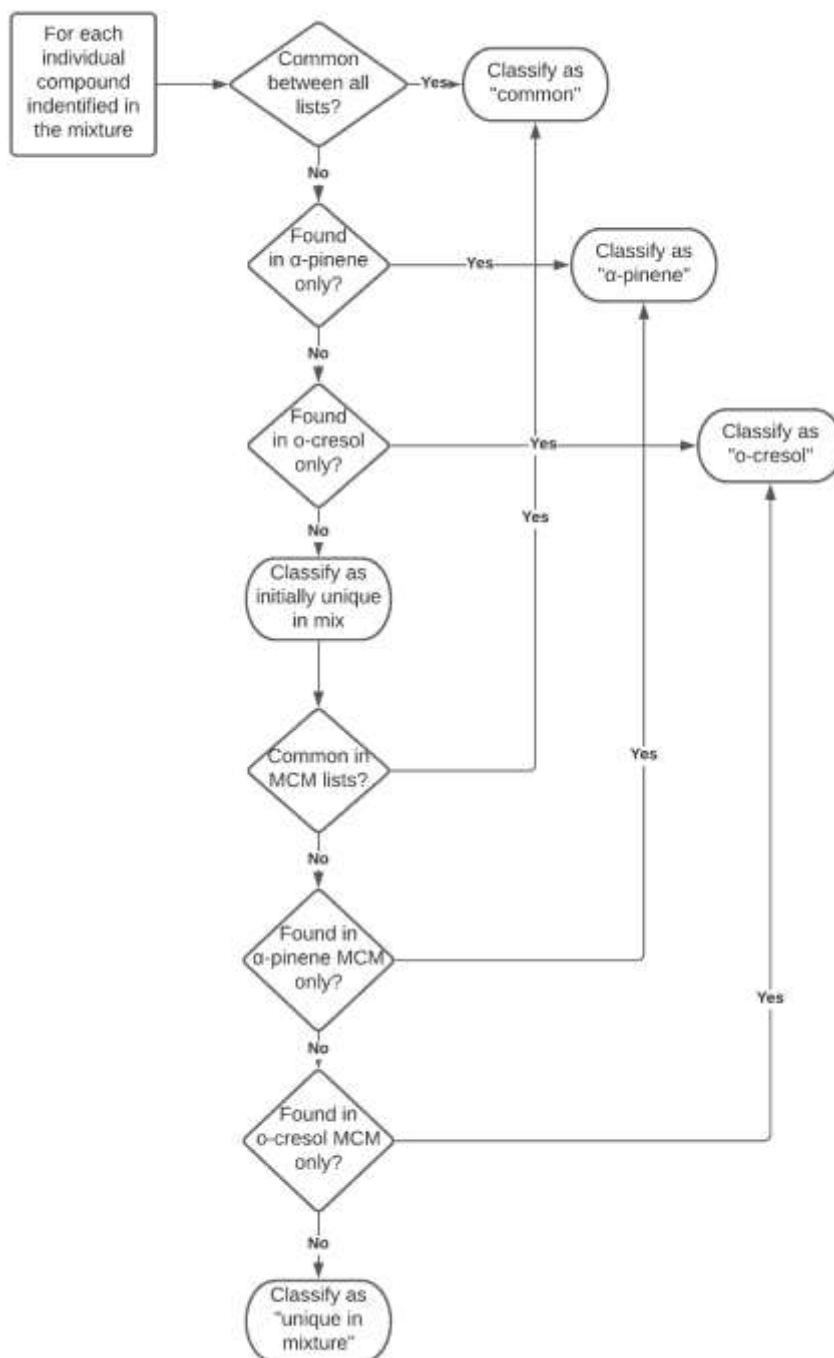 For each
individual
compound
indentified in
the mixture
Common
between all
lists?
Yes
Classify as
"common"
No
Found
in α-pinene
only?
Yes
Classify as
"α-pinene"
No
Found
in o-cresol
only?
Yes
Classify as
"o-cresol"
No
Classify as
initially unique
in mix
Yes
Common in
MCM lists?
Yes
No
Found in
α-pinene MCM
only?
Yes
No
Found in
o-cresol MCM
only?
No
Classify as
"unique in
mixture"